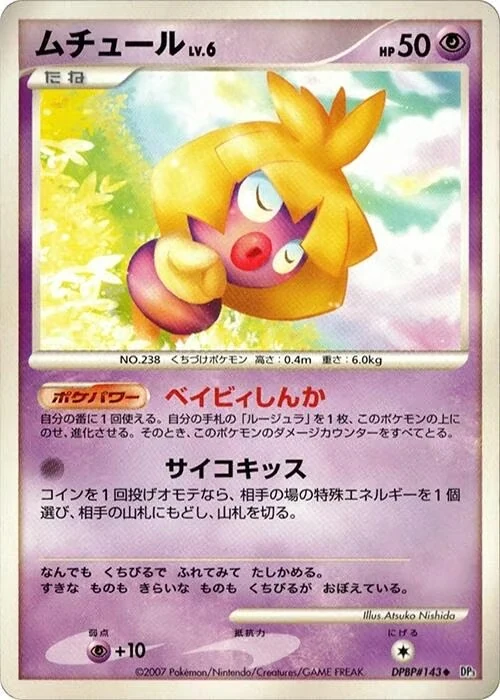 ムチュール LV.6 HP50
たね
NO.238 くちづけポケモン 高さ:0.4m 重さ:6.0kg
ポケパワー ベイビィしんか
自分の番に1回使える。自分の手札の「ルージュラ」を1枚、このポケモンの上に
のせ、進化させる。そのとき、このポケモンのダメージカウンターをすべてとる。
サイコキッス
コインを1回投げオモテなら、相手の場の特殊エネルギーを1個
選び、相手の山札にもどし、山札を切る。
なんでも くちびるで ふれてみて たしかめる。
すきな ものも きらいな ものも くちびるが おぼえている。
Illus.Atsuko Nishida
弱点 抵抗力 にげる
+10
DPBP#143◆ DP
©2007 Pokémon/Nintendo/Creatures/GAME FREAK